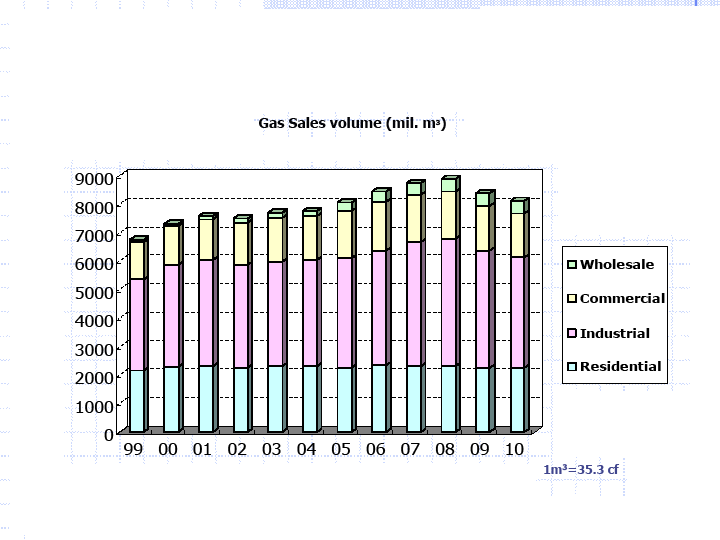 Gas Sales volume (mil. m³)
9000
8000
7000
6000
5000
4000
3000
2000
1000
0
99 00 01 02 03 04 05 06 07 08 09 10
Wholesale
Commercial
Industrial
Residential
1m³=35.3 cf